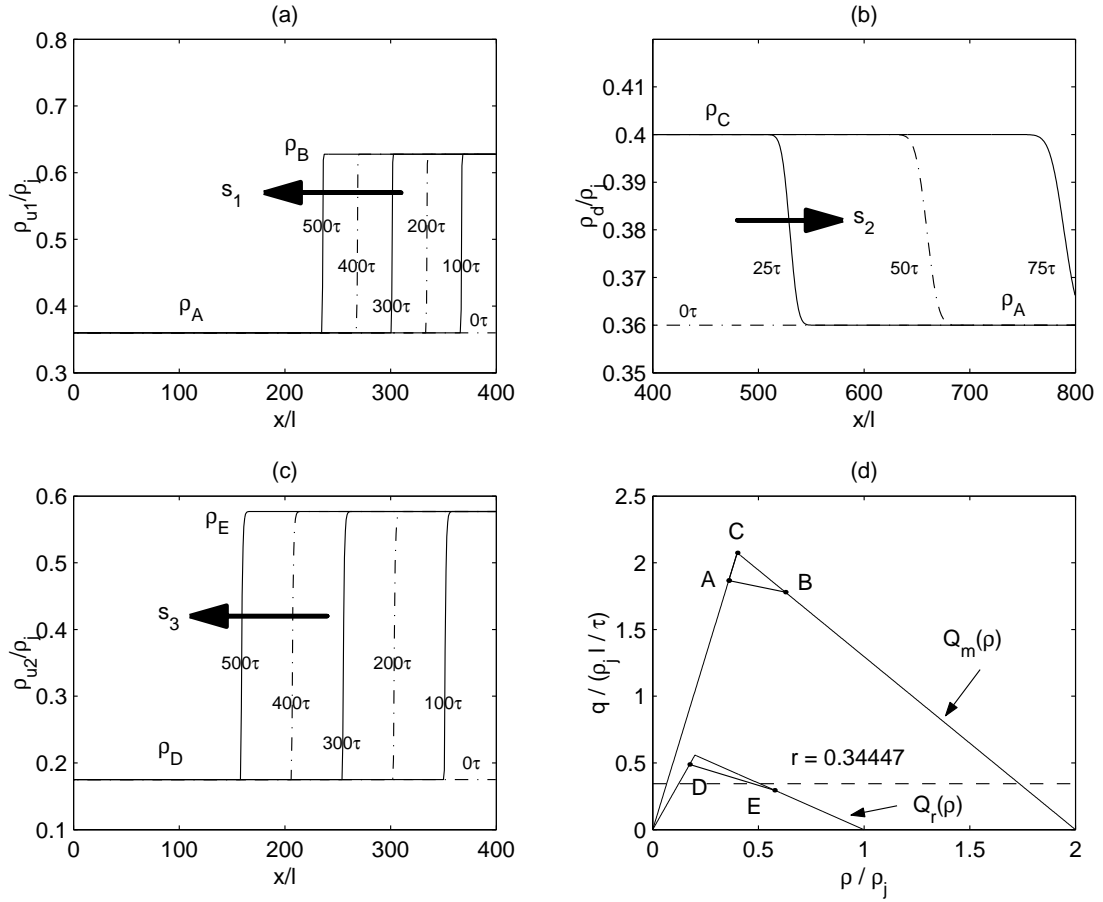 (a)
0.8
0.7
0.6
0.5
0.4
0.3
ρ_{u1}/ρ_j
ρ_B
s_1
500τ
200τ
400τ
100τ
300τ
ρ_A
0τ
0 100 200 300 400
x/l
(b)
0.41
0.4
0.39
0.38
0.37
0.36
0.35
ρ_d/ρ_j
ρ_C
s_2
25τ
50τ
75τ
0τ
ρ_A
400 500 600 700 800
x/l
(c)
0.6
0.5
0.4
0.3
0.2
0.1
ρ_{u2}/ρ_j
ρ_E
s_3
500τ
200τ
400τ
100τ
300τ
ρ_D
0τ
0 100 200 300 400
x/l
(d)
2.5
2
1.5
1
0.5
0
q / (ρ_j l / τ)
C
A
B
Q_m(ρ)
r = 0.34447
D
E
Q_r(ρ)
0 0.5 1 1.5 2
ρ / ρ_j